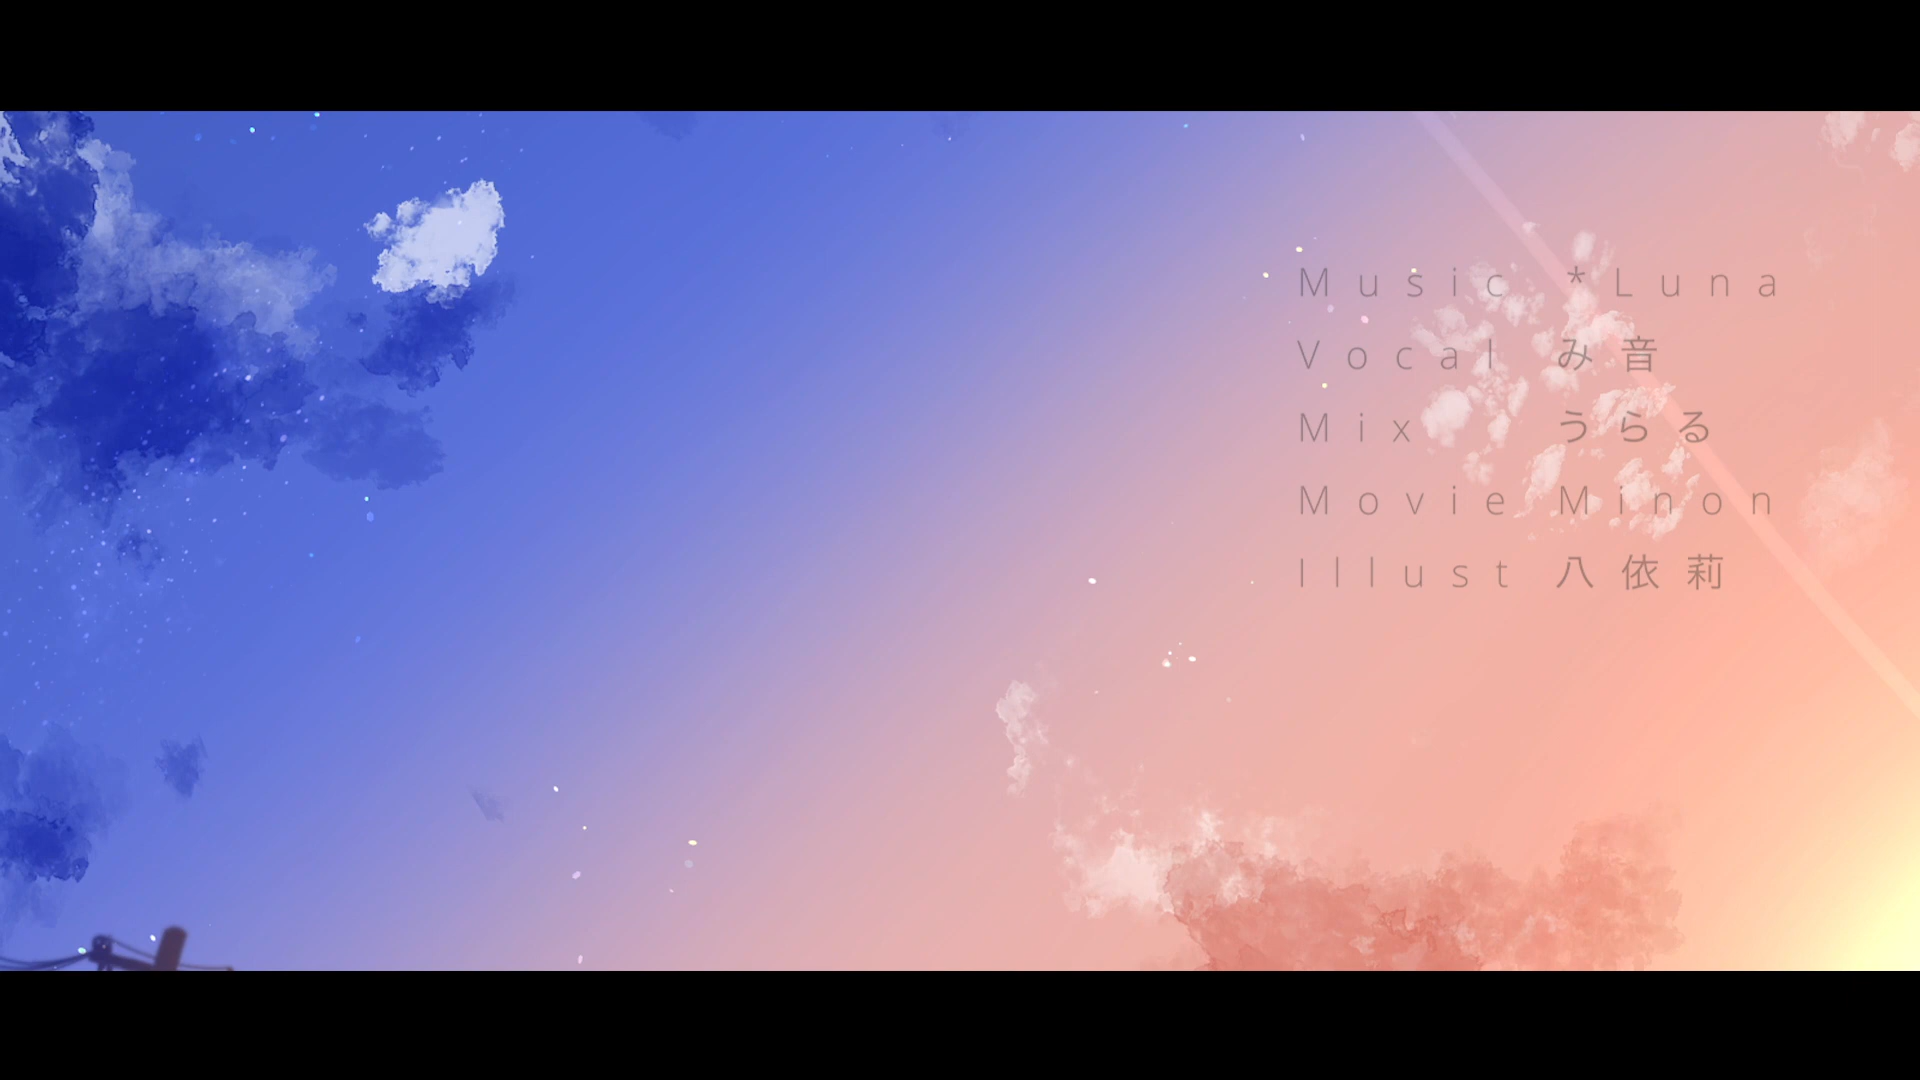 Music *Luna
Vocal み音
Mix うらる
Movie Minon
Illust 八依莉